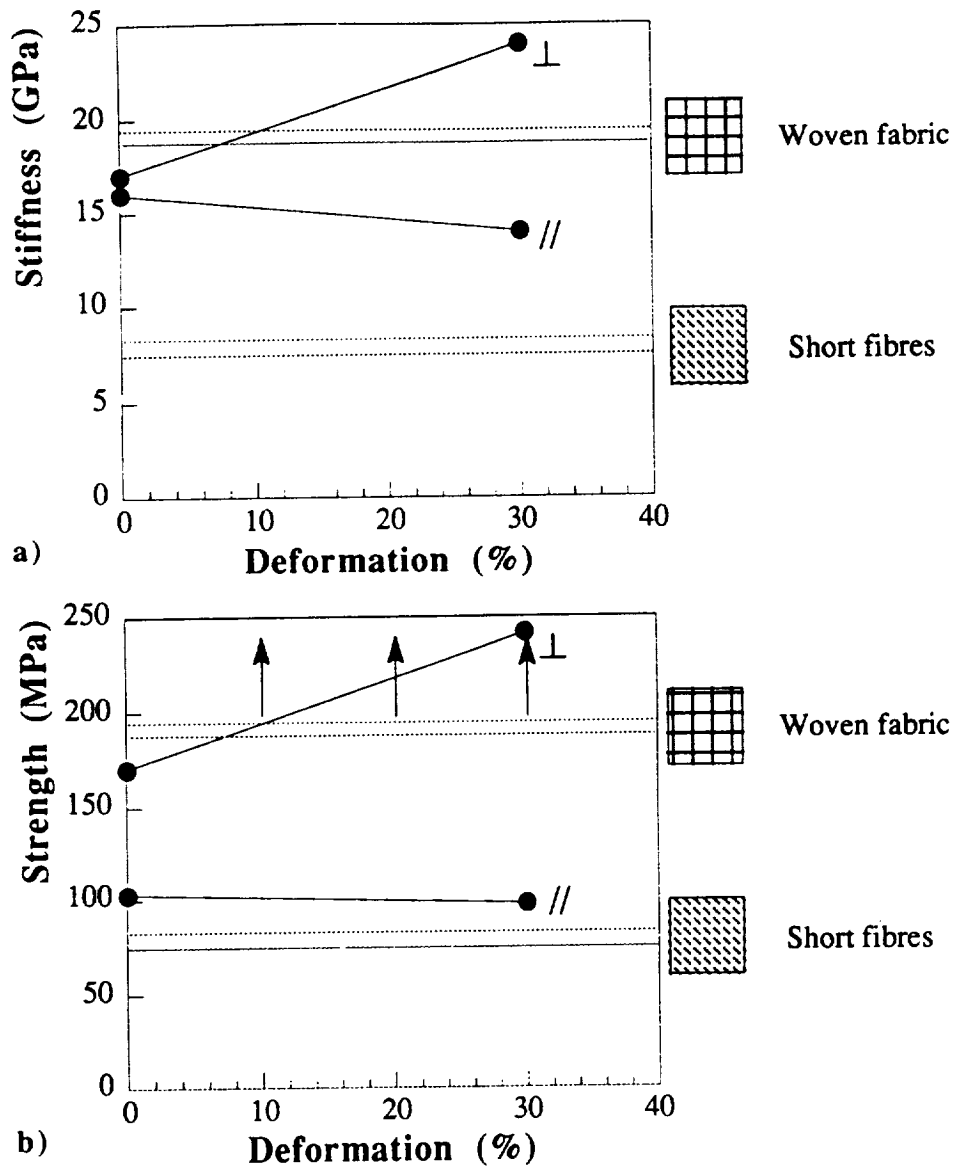 25
20
15
10
5
0
Stiffness (GPa)
⊥
//
0 10 20 30 40
Deformation (%)
a)
Woven fabric
Short fibres
250
200
150
100
50
0
Strength (MPa)
⊥
//
0 10 20 30 40
Deformation (%)
b)
Woven fabric
Short fibres